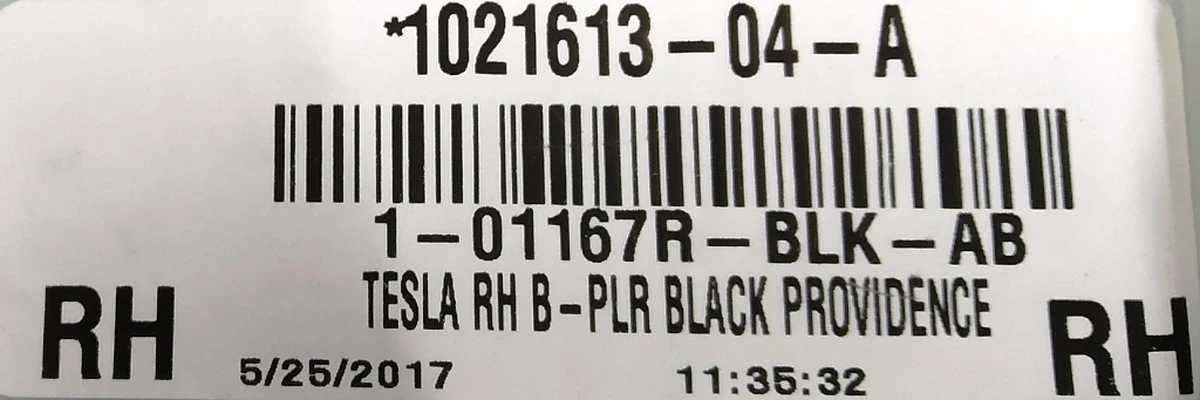 *1021613-04-A
1-01167R-BLK-AB
TESLA RH B-PLR BLACK PROVIDENCE
RH RH
5/25/2017 11:35:32